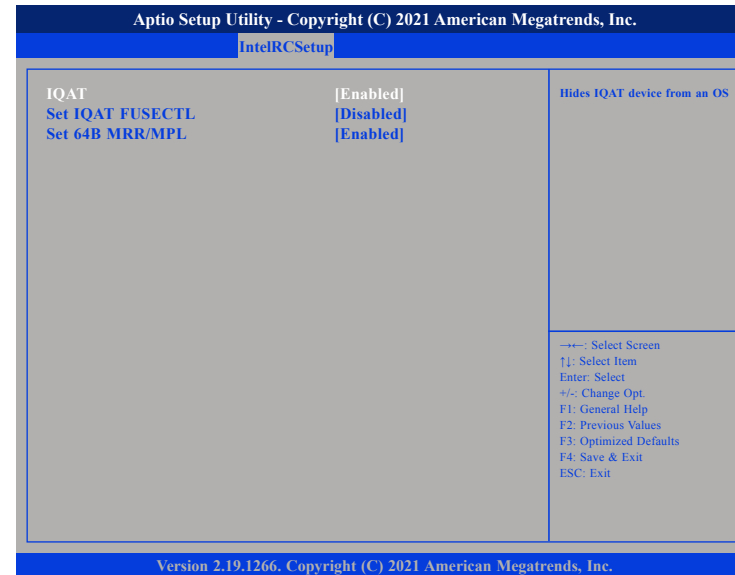 Aptio Setup Utility - Copyright (C) 2021 American Megatrends, Inc.
IntelRCSetup
IQAT [Enabled]
Set IQAT FUSECTL [Disabled]
Set 64B MRR/MPL [Enabled]
Hides IQAT device from an OS
→←: Select Screen
↑↓: Select Item
Enter: Select
+/-: Change Opt.
F1: General Help
F2: Previous Values
F3: Optimized Defaults
F4: Save & Exit
ESC: Exit
Version 2.19.1266. Copyright (C) 2021 American Megatrends, Inc.